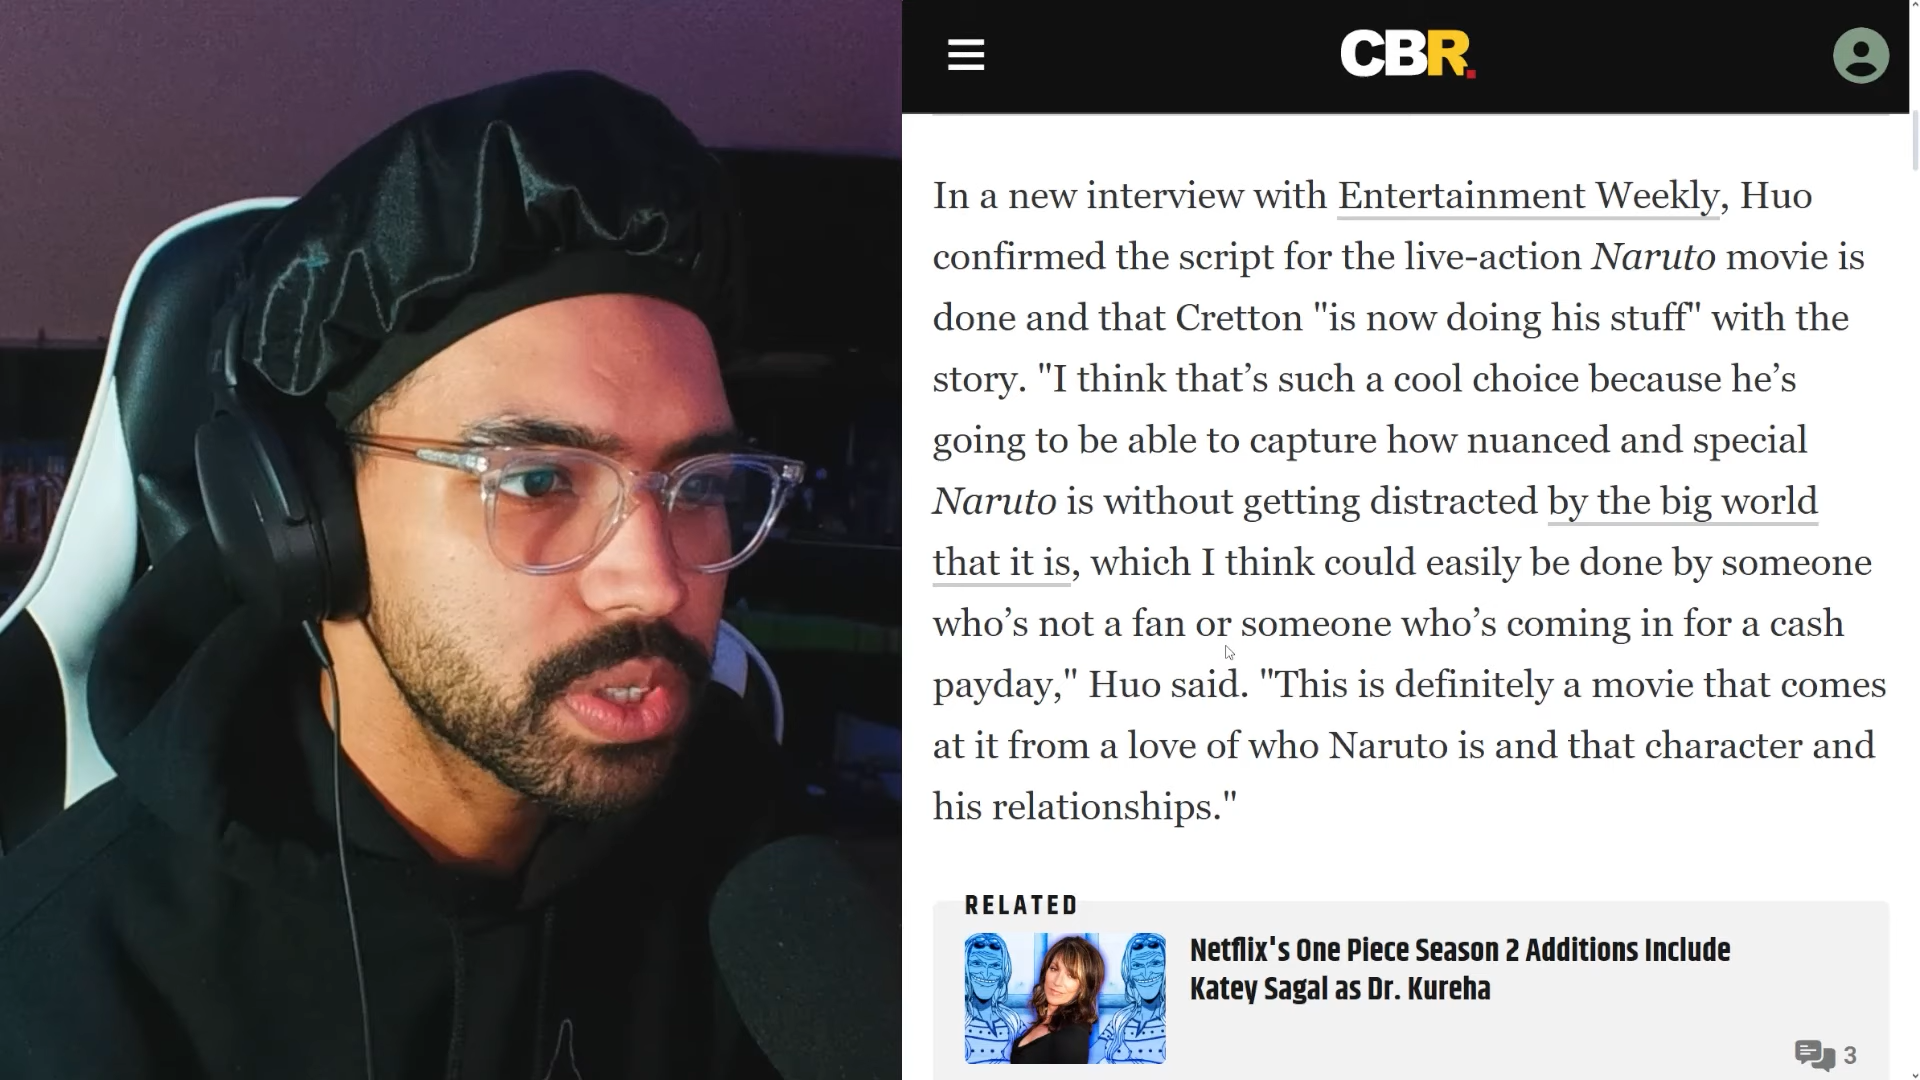 CBR.
In a new interview with Entertainment Weekly, Huo
confirmed the script for the live-action Naruto movie is
done and that Cretton "is now doing his stuff" with the
story. "I think that’s such a cool choice because he’s
going to be able to capture how nuanced and special
Naruto is without getting distracted by the big world
that it is, which I think could easily be done by someone
who’s not a fan or someone who’s coming in for a cash
payday," Huo said. "This is definitely a movie that comes
at it from a love of who Naruto is and that character and
his relationships."
RELATED
Netflix's One Piece Season 2 Additions Include
Katey Sagal as Dr. Kureha
3